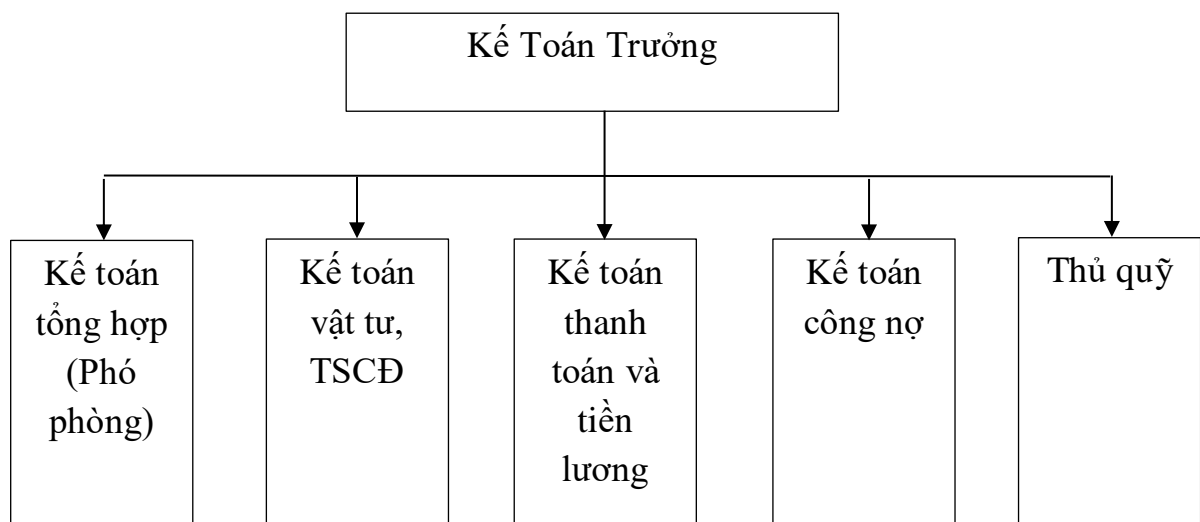 Kế Toán Trưởng
Kế toán
tổng hợp
(Phó
phòng)
Kế toán
vật tư,
TSCĐ
Kế toán
thanh
toán và
tiền
lương
Kế toán
công nợ
Thủ quỹ